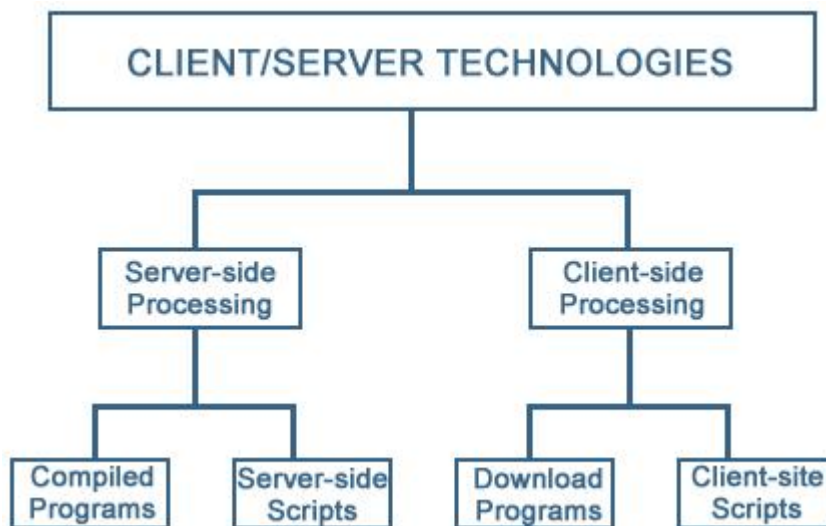 CLIENT/SERVER TECHNOLOGIES
Server-side
Processing
Client-side
Processing
Compiled
Programs
Server-side
Scripts
Download
Programs
Client-site
Scripts